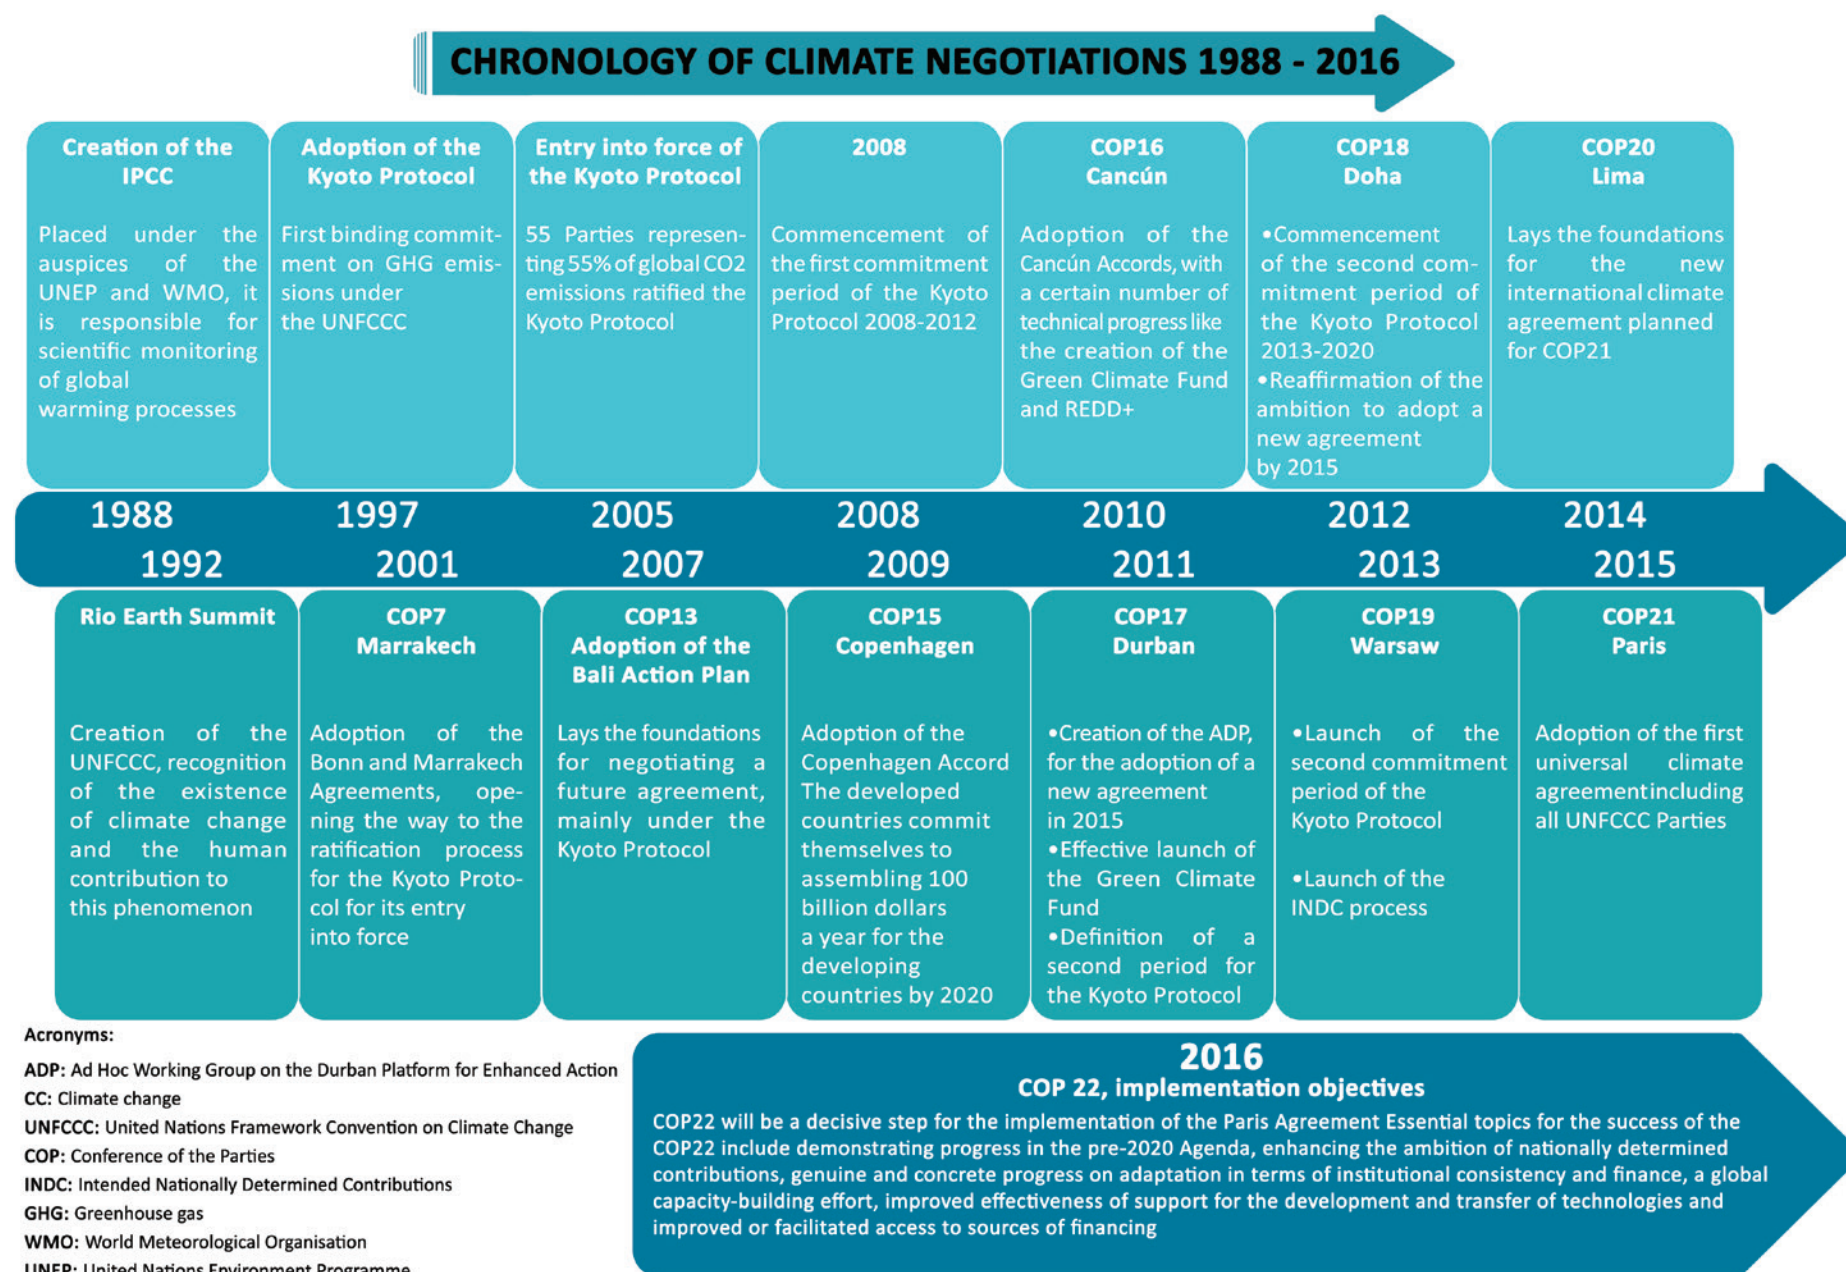 CHRONOLOGY OF CLIMATE NEGOTIATIONS 1988 - 2016
Creation of the
IPCC
Placed under the
auspices of the
UNEP and WMO, it
is responsible for
scientific monitoring
of global
warming processes
Adoption of the
Kyoto Protocol
First binding commit-
ment on GHG emis-
sions under
the UNFCCC
Entry into force of
the Kyoto Protocol
55 Parties represen-
ting 55% of global CO2
emissions ratified the
Kyoto Protocol
2008
Commencement of
the first commitment
period of the Kyoto
Protocol 2008-2012
COP16
Cancún
Adoption of the
Cancún Accords, with
a certain number of
technical progress like
the creation of the
Green Climate Fund
and REDD+
COP18
Doha
•Commencement
of the second com-
mitment period of
the Kyoto Protocol
2013-2020
•Reaffirmation of the
ambition to adopt a
new agreement
by 2015
COP20
Lima
Lays the foundations
for the new
international climate
agreement planned
for COP21
1988 1997 2005 2008 2010 2012 2014
1992 2001 2007 2009 2011 2013 2015
Rio Earth Summit
Creation of the
UNFCCC, recognition
of the existence
of climate change
and the human
contribution to
this phenomenon
COP7
Marrakech
Adoption of the
Bonn and Marrakech
Agreements, ope-
ning the way to the
ratification process
for the Kyoto Proto-
col for its entry
into force
COP13
Adoption of the
Bali Action Plan
Lays the foundations
for negotiating a
future agreement,
mainly under the
Kyoto Protocol
COP15
Copenhagen
Adoption of the
Copenhagen Accord
The developed
countries commit
themselves to
assembling 100
billion dollars
a year for the
developing
countries by 2020
COP17
Durban
•Creation of the ADP,
for the adoption of a
new agreement
in 2015
•Effective launch of
the Green Climate
Fund
•Definition of a
second period for
the Kyoto Protocol
COP19
Warsaw
•Launch of the
second commitment
period of the
Kyoto Protocol
•Launch of the
INDC process
COP21
Paris
Adoption of the first
universal climate
agreementincluding
all UNFCCC Parties
Acronyms:
ADP: Ad Hoc Working Group on the Durban Platform for Enhanced Action
CC: Climate change
UNFCCC: United Nations Framework Convention on Climate Change
COP: Conference of the Parties
INDC: Intended Nationally Determined Contributions
GHG: Greenhouse gas
WMO: World Meteorological Organisation
UNEP: United Nations Environment Programme
2016
COP 22, implementation objectives
COP22 will be a decisive step for the implementation of the Paris Agreement Essential topics for the success of the
COP22 include demonstrating progress in the pre-2020 Agenda, enhancing the ambition of nationally determined
contributions, genuine and concrete progress on adaptation in terms of institutional consistency and finance, a global
capacity-building effort, improved effectiveness of support for the development and transfer of technologies and
improved or facilitated access to sources of financing